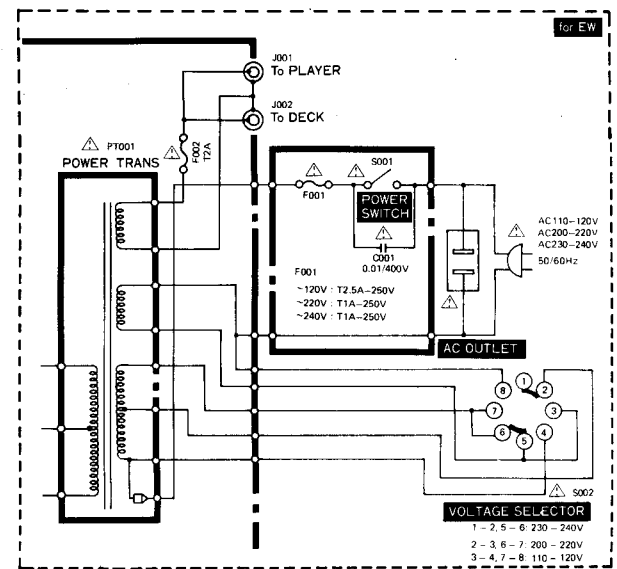 for EW
J001
To PLAYER
J002
To DECK
⚠ PT001
POWER TRANS
⚠
F002
T2A
⚠
F001
⚠ S001
POWER
SWITCH
⚠
C001
0.01/400V
F001
~120V : T2.5A-250V
~220V : T1A-250V
~240V : T1A-250V
⚠
AC110-120V
AC200-220V
AC230-240V
50/60Hz
⚠
AC OUTLET
1
2
3
4
5
6
7
8
⚠ S002
VOLTAGE SELECTOR
1 - 2, 5 - 6: 230 - 240V
2 - 3, 6 - 7: 200 - 220V
3 - 4, 7 - 8: 110 - 120V